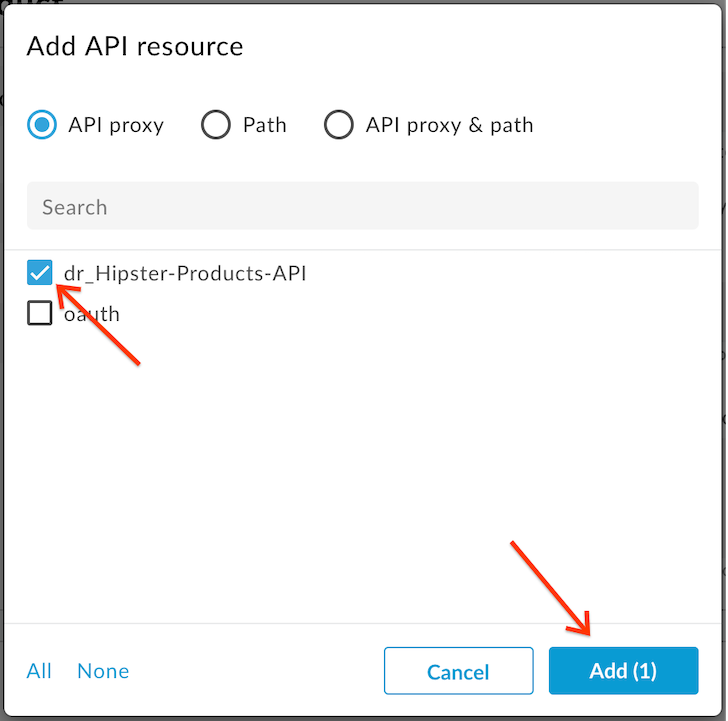 Add API resource
API proxy Path API proxy & path
Search
dr_Hipster-Products-API
oauth
All None Cancel Add (1)